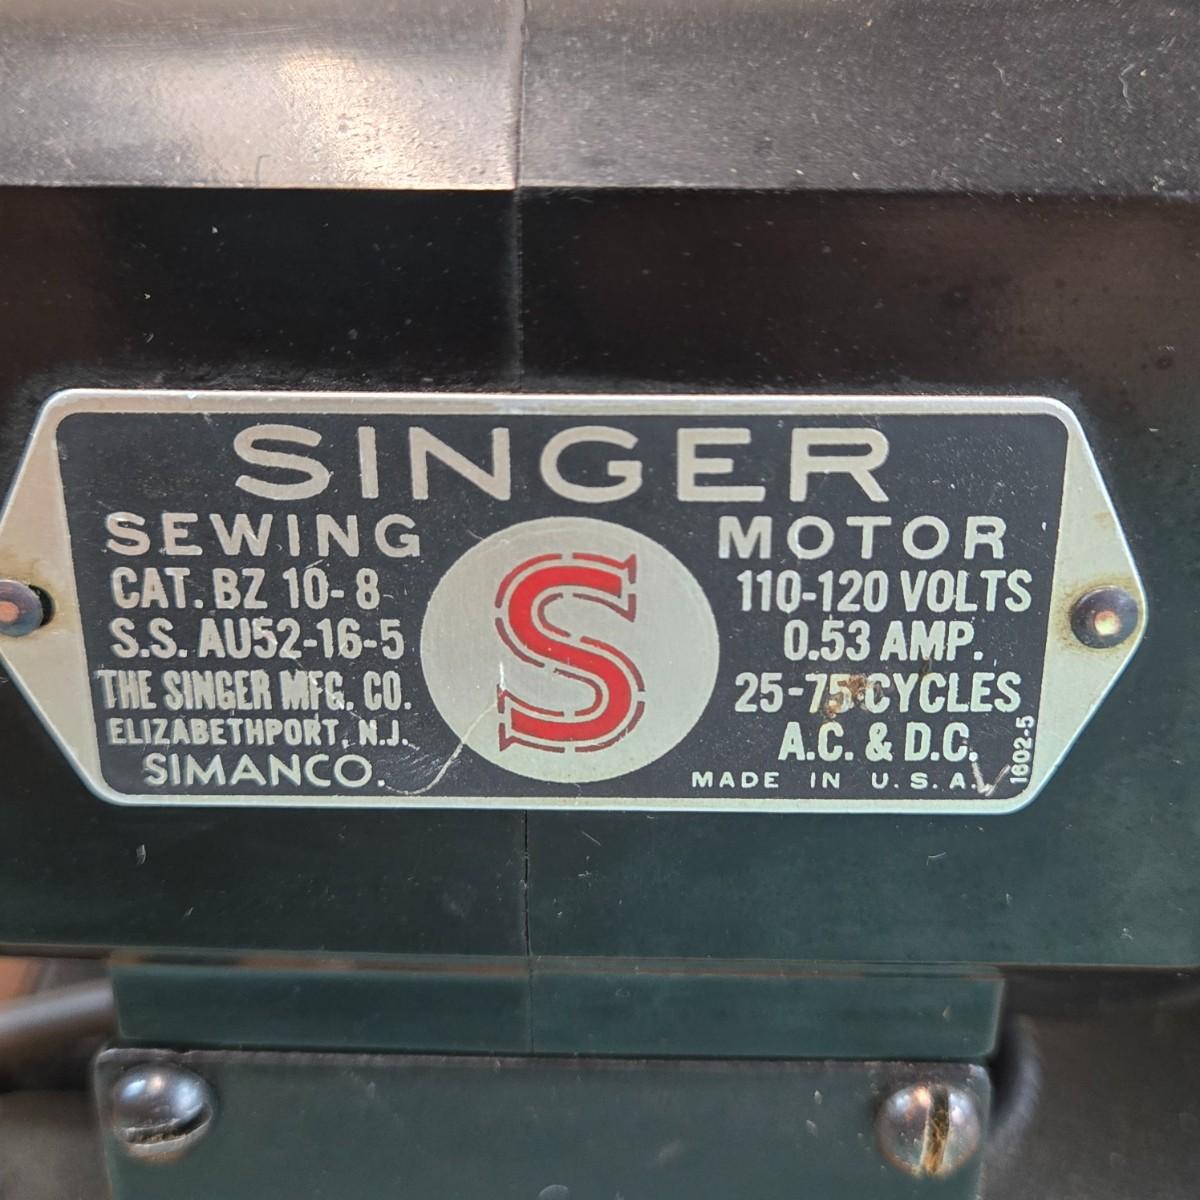 SINGER
SEWING MOTOR
CAT. BZ 10-8
S.S. AU52-16-5
THE SINGER MFG. CO.
ELIZABETHPORT, N.J.
SIMANCO.
S
110-120 VOLTS
0.53 AMP.
25-75 CYCLES
A.C. & D.C.
MADE IN U.S.A.
1602-5